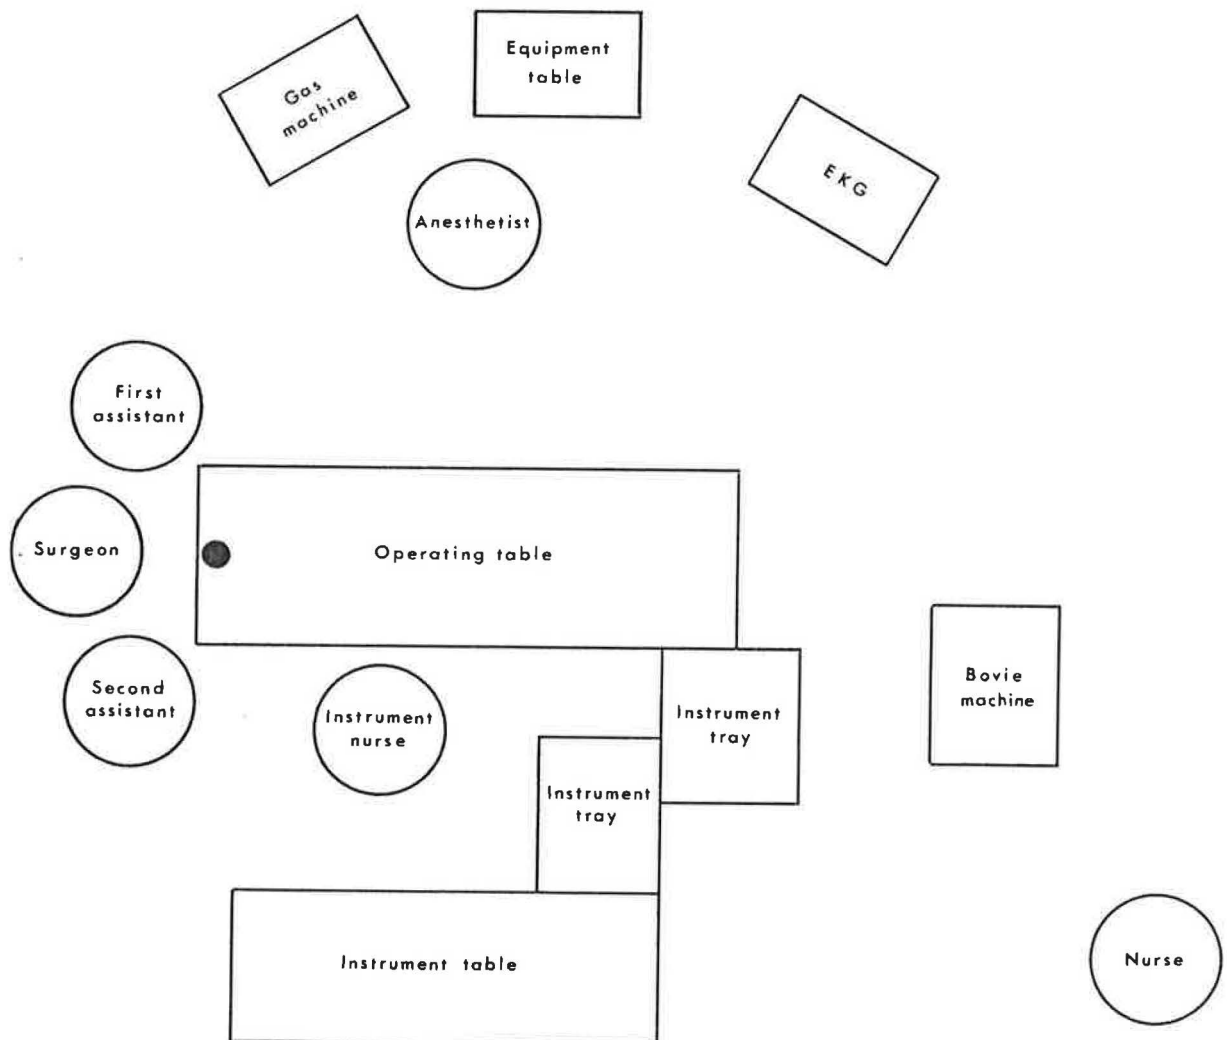 Gas
machine
Equipment
table
EKG
Anesthetist
First
assistant
Surgeon
Operating table
Second
assistant
Instrument
nurse
Instrument
tray
Instrument
tray
Bovie
machine
Instrument table
Nurse